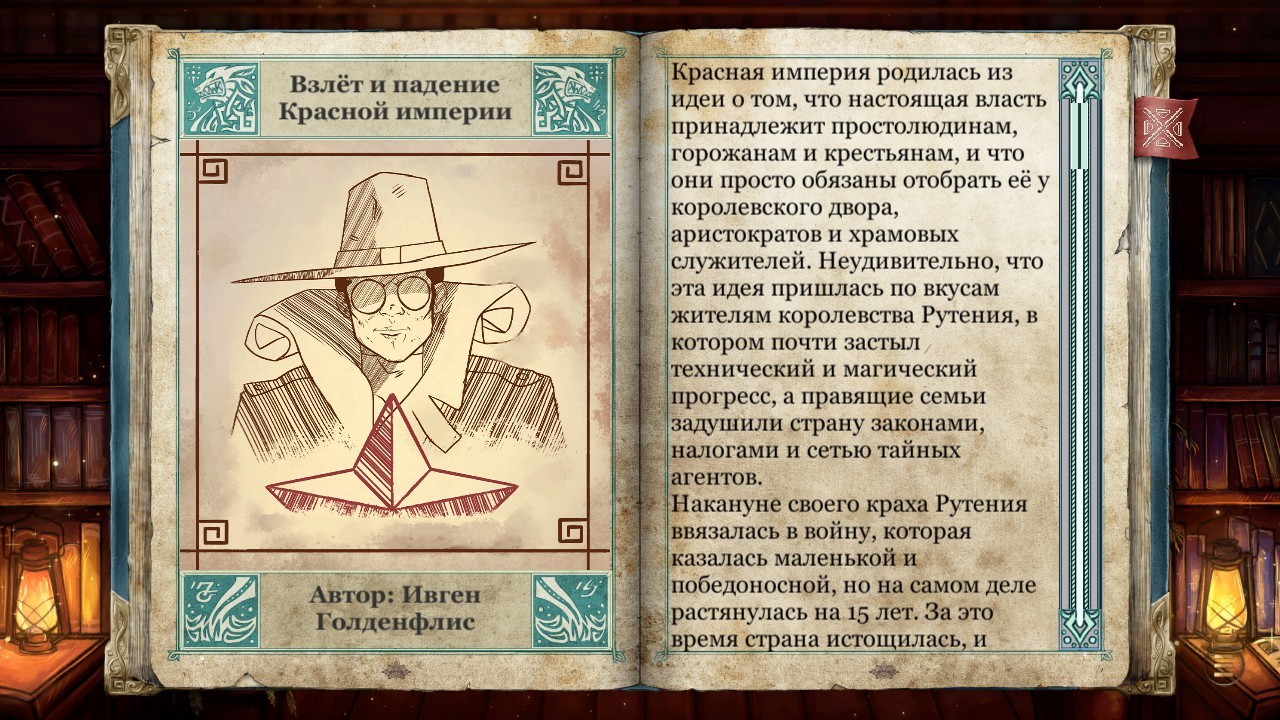 Взлёт и падение
Красной империи
Автор: Ивген
Голденфлис
Красная империя родилась из
идеи о том, что настоящая власть
принадлежит простолюдинам,
горожанам и крестьянам, и что
они просто обязаны отобрать её у
королевского двора,
аристократов и храмовых
служителей. Неудивительно, что
эта идея пришлась по вкусам
жителям королевства Рутения, в
котором почти застыл
технический и магический
прогресс, а правящие семьи
задушили страну законами,
налогами и сетью тайных
агентов.
Накануне своего краха Рутения
ввязалась в войну, которая
казалась маленькой и
победоносной, но на самом деле
растянулась на 15 лет. За это
время страна истощилась, и